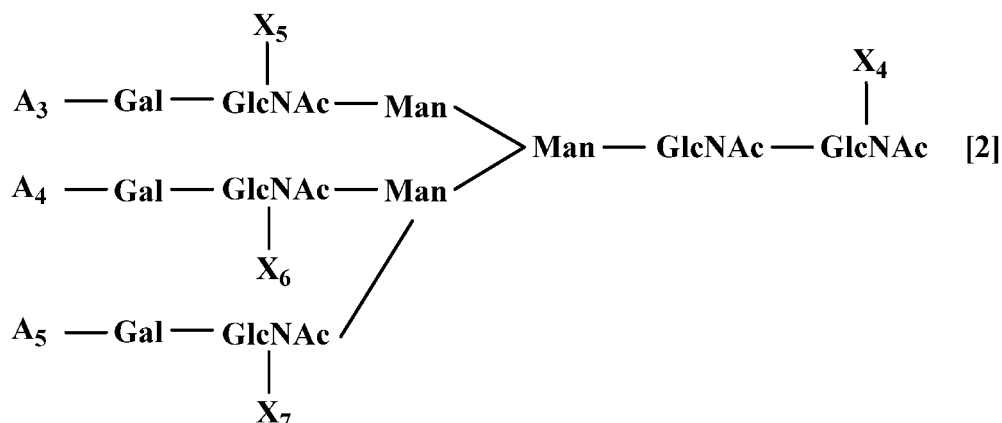 X5 X4
A3 Gal GlcNAc Man
Man GlcNAc GlcNAc [2]
A4 Gal GlcNAc Man
X6
A5 Gal GlcNAc
X7